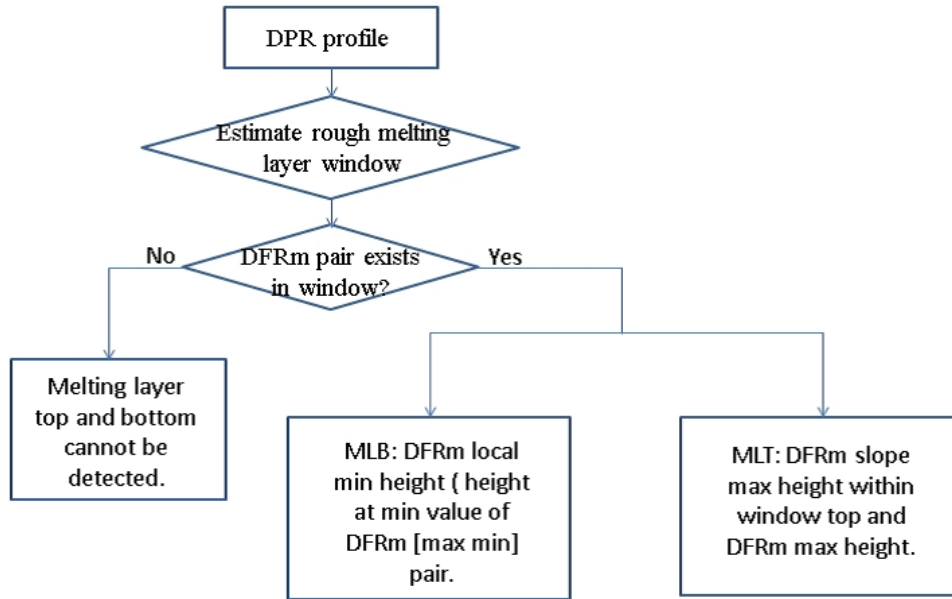 DPR profile
Estimate rough melting
layer window
No
DFRm pair exists
in window?
Yes
Melting layer
top and bottom
cannot be
detected.
MLB: DFRm local
min height ( height
at min value of
DFRm [max min]
pair.
MLT: DFRm slope
max height within
window top and
DFRm max height.